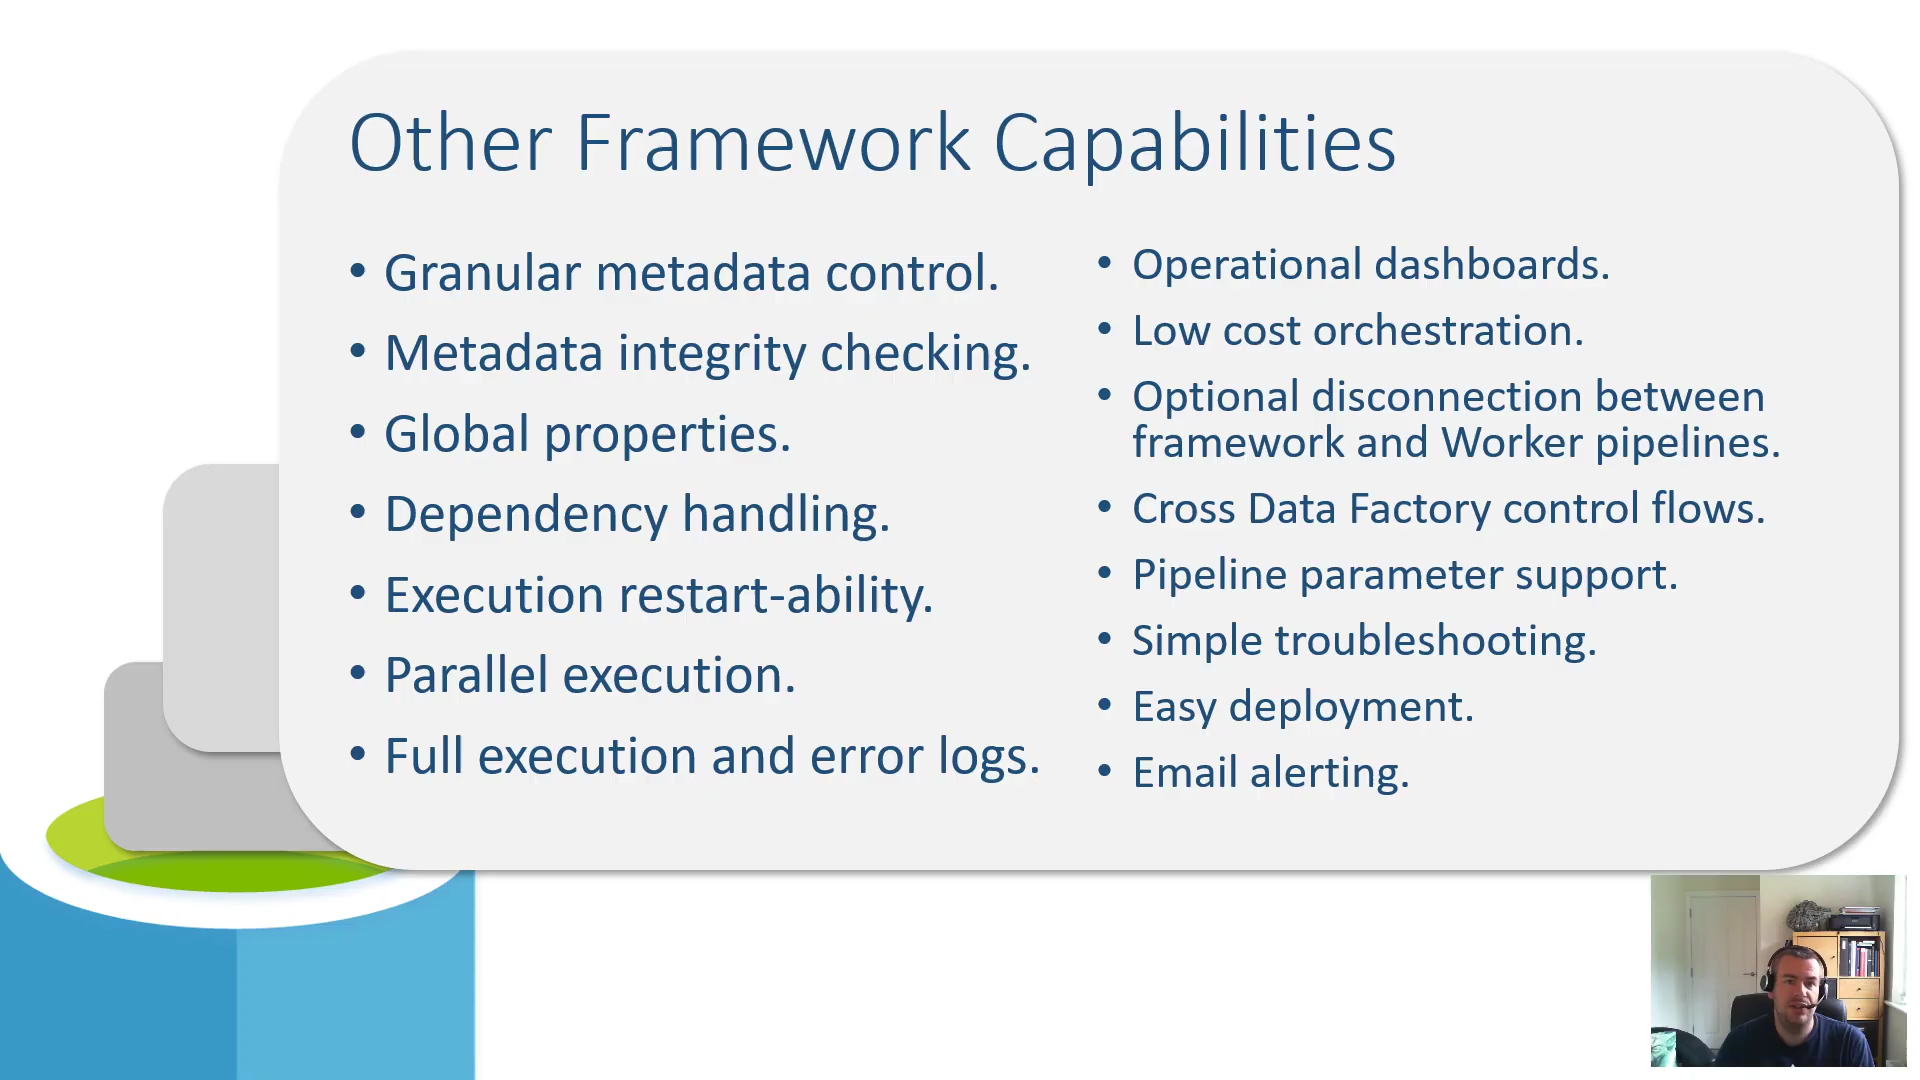 Other Framework Capabilities
• Granular metadata control.
• Metadata integrity checking.
• Global properties.
• Dependency handling.
• Execution restart-ability.
• Parallel execution.
• Full execution and error logs.
• Operational dashboards.
• Low cost orchestration.
• Optional disconnection between
framework and Worker pipelines.
• Cross Data Factory control flows.
• Pipeline parameter support.
• Simple troubleshooting.
• Easy deployment.
• Email alerting.